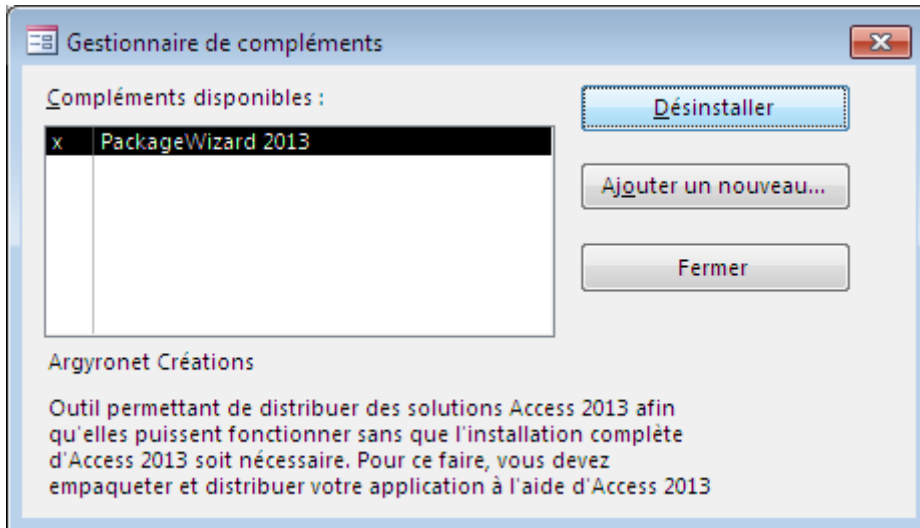 Gestionnaire de compléments
Compléments disponibles :
x PackageWizard 2013
Désinstaller
Ajouter un nouveau...
Fermer
Argyronet Créations
Outil permettant de distribuer des solutions Access 2013 afin
qu'elles puissent fonctionner sans que l'installation complète
d'Access 2013 soit nécessaire. Pour ce faire, vous devez
empaqueter et distribuer votre application à l'aide d'Access 2013